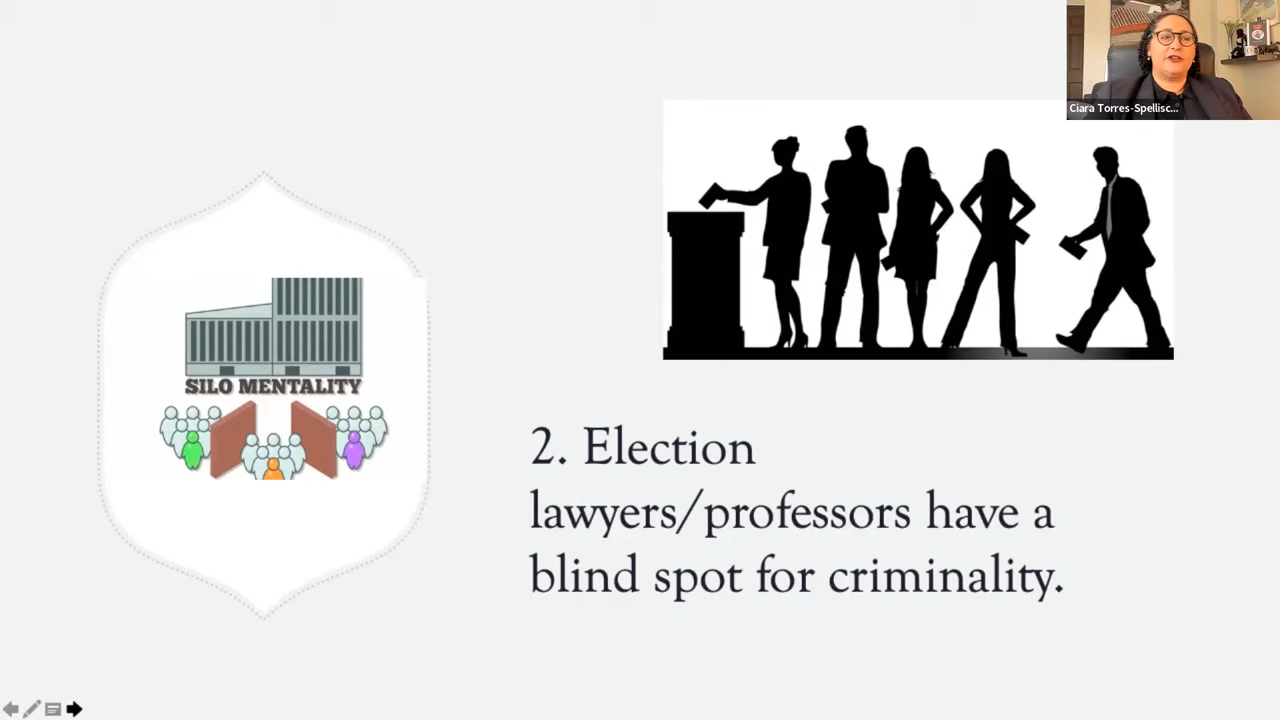 Ciara Torres-Spellisc...
SILO MENTALITY
2. Election
lawyers/professors have a
blind spot for criminality.